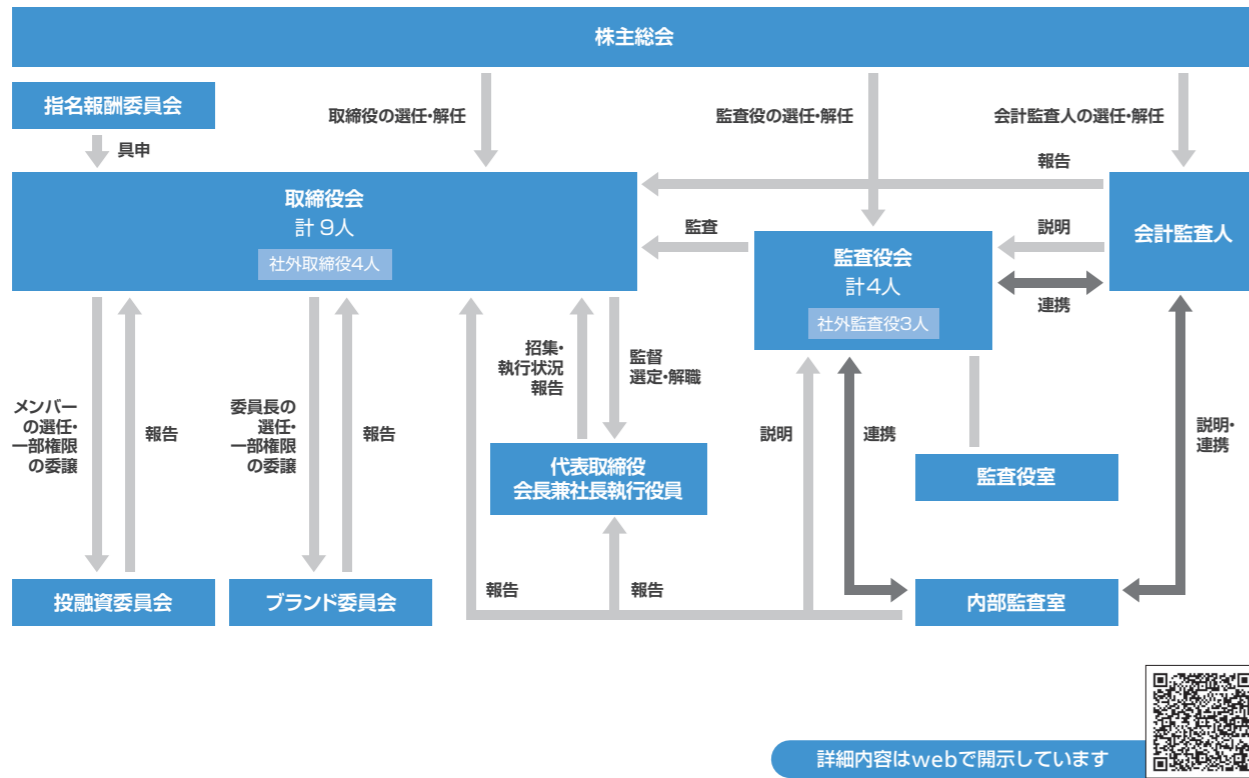 株主総会
指名報酬委員会
取締役の選任・解任
監査役の選任・解任
会計監査人の選任・解任
具申
報告
取締役会
計 9人
社外取締役4人
監査
監査役会
計4人
社外監査役3人
説明
会計監査人
連携
招集・
執行状況
報告
監督
選定・解職
メンバー
の選任・
一部権限
の委譲
報告
委員長の
選任・
一部権限
の委譲
報告
説明
連携
説明・
連携
代表取締役
会長兼社長執行役員
監査役室
投融資委員会
ブランド委員会
報告
報告
内部監査室
詳細内容はwebで開示しています